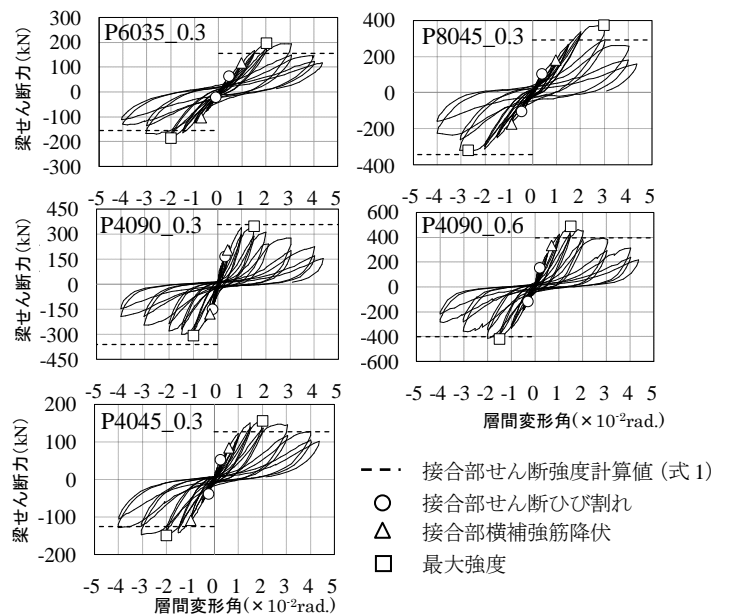 P6035_0.3
梁せん断力(kN)
300
200
100
0
-100
-200
-300
-5 -4 -3 -2 -1 0 1 2 3 4 5
P8045_0.3
400
200
0
-200
-400
-5 -4 -3 -2 -1 0 1 2 3 4 5
P4090_0.3
梁せん断力(kN)
450
300
150
0
-150
-300
-450
-5 -4 -3 -2 -1 0 1 2 3 4 5
P4090_0.6
600
400
200
0
-200
-400
-600
-5 -4 -3 -2 -1 0 1 2 3 4 5
層間変形角(×10⁻²rad.)
P4045_0.3
梁せん断力(kN)
200
100
0
-100
-200
-5 -4 -3 -2 -1 0 1 2 3 4 5
層間変形角(×10⁻²rad.)
接合部せん断強度計算値 (式 1)
接合部せん断ひび割れ
接合部横補強筋降伏
最大強度